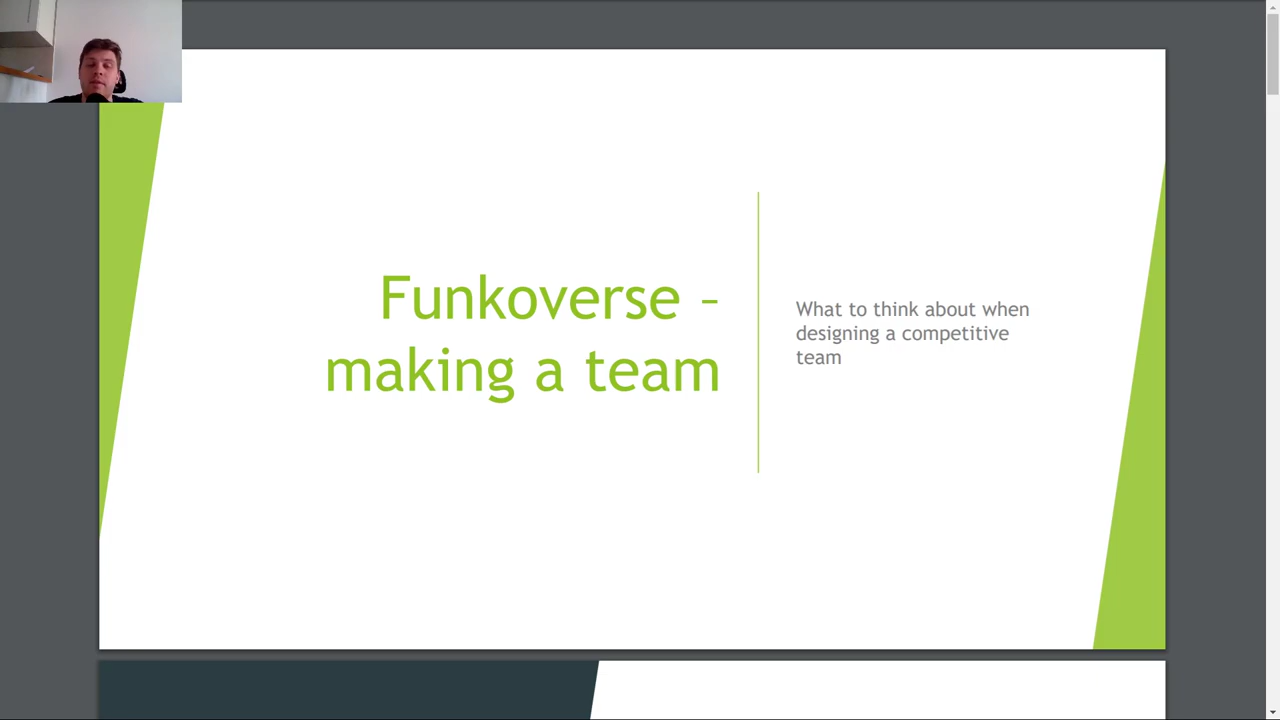 Funkoverse –
making a team
What to think about when
designing a competitive
team